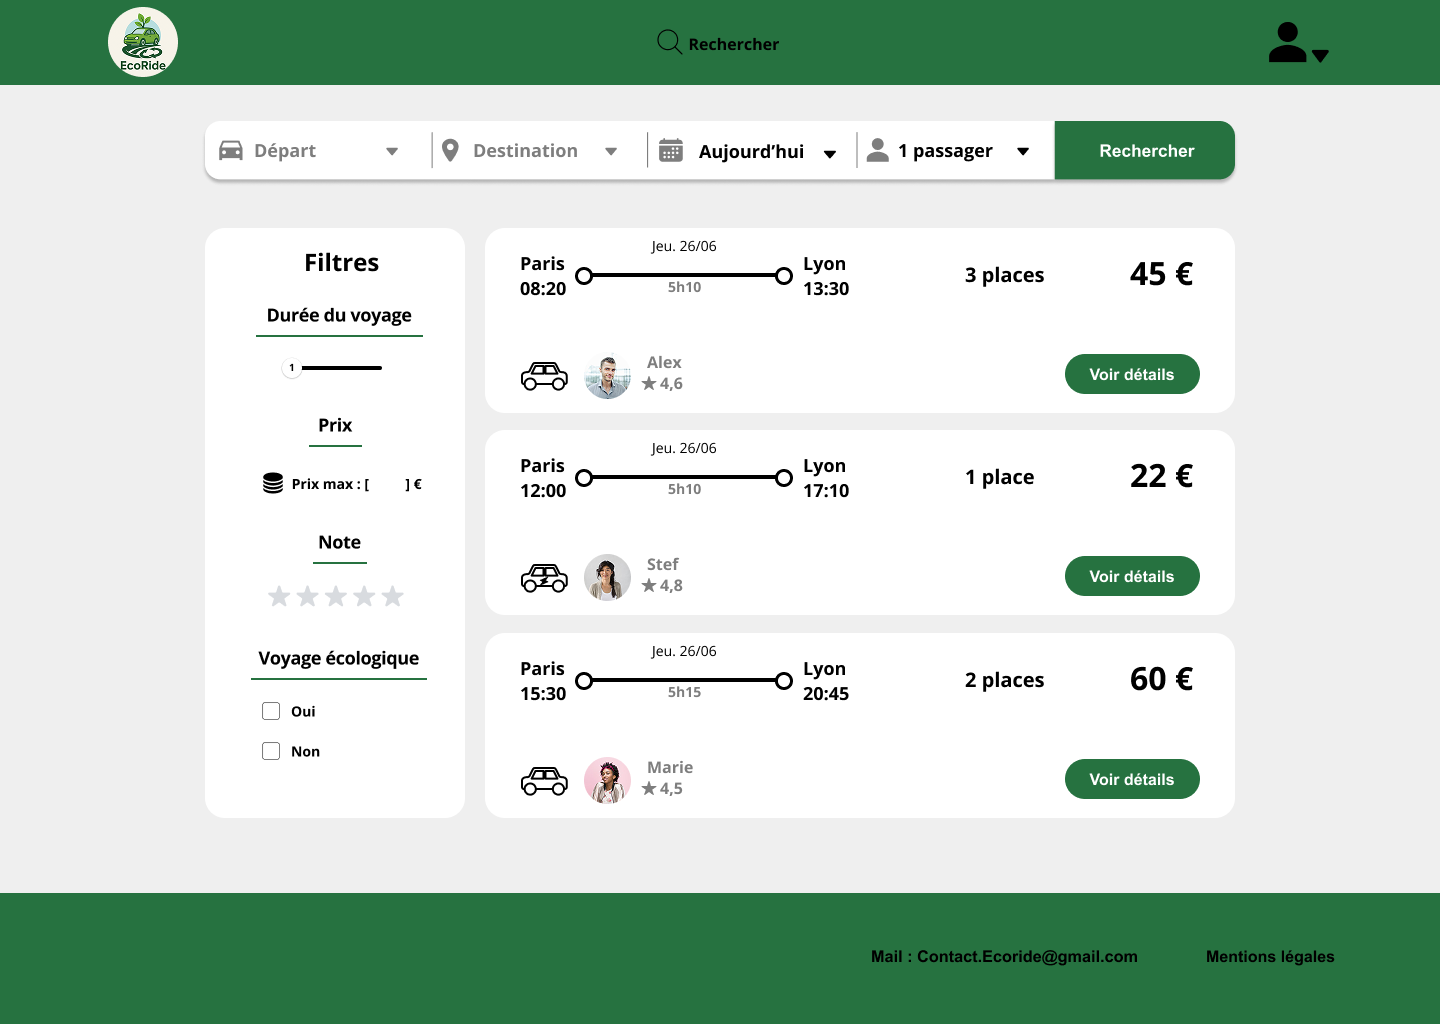 EcoRide
Rechercher
Départ
Destination
Aujourd’hui
1 passager
Rechercher
Filtres
Durée du voyage
1
Prix
Prix max : [ ] €
Note
Voyage écologique
Oui
Non
Jeu. 26/06
Paris
08:20
5h10
Lyon
13:30
3 places
45 €
Alex
4,6
Voir détails
Jeu. 26/06
Paris
12:00
5h10
Lyon
17:10
1 place
22 €
Stef
4,8
Voir détails
Jeu. 26/06
Paris
15:30
5h15
Lyon
20:45
2 places
60 €
Marie
4,5
Voir détails
Mail : Contact.Ecoride@gmail.com
Mentions légales